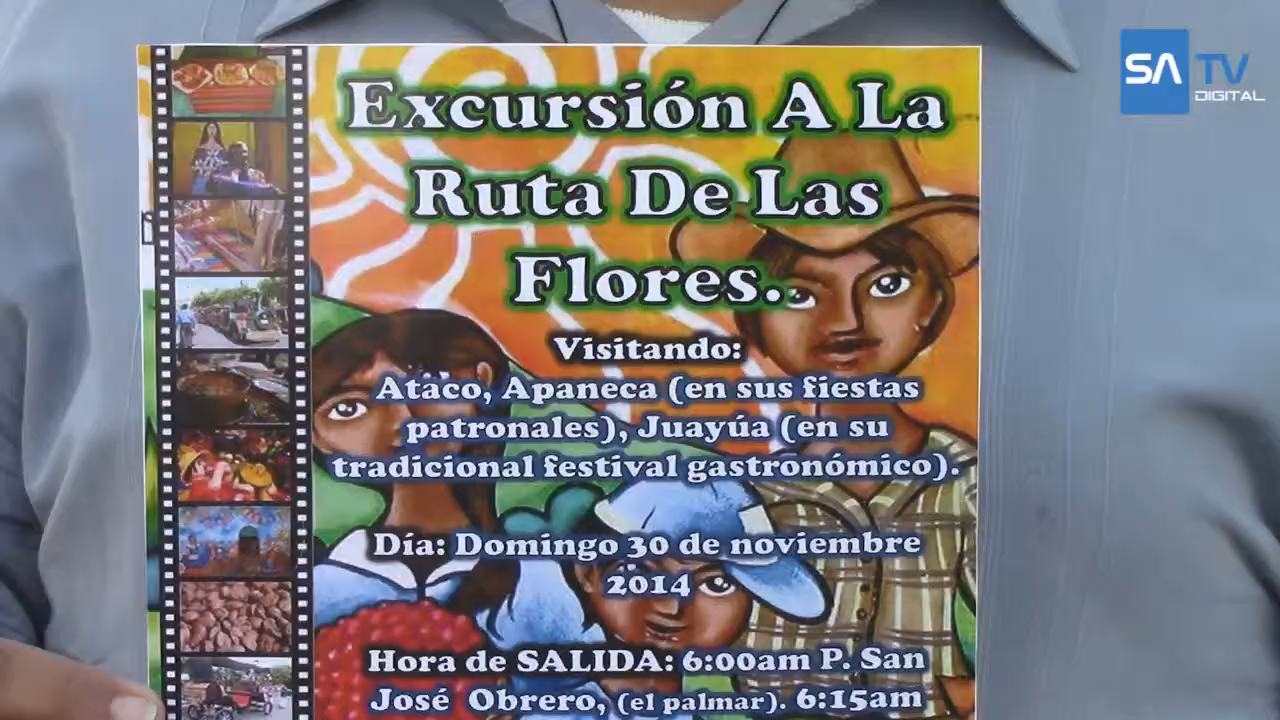 SA TV
DIGITAL
Excursión A La
Ruta De Las
Flores.
Visitando:
Ataco, Apaneca (en sus fiestas
patronales), Juayúa (en su
tradicional festival gastronómico).
Día: Domingo 30 de noviembre
2014
Hora de SALIDA: 6:00am P. San
José Obrero, (el palmar). 6:15am